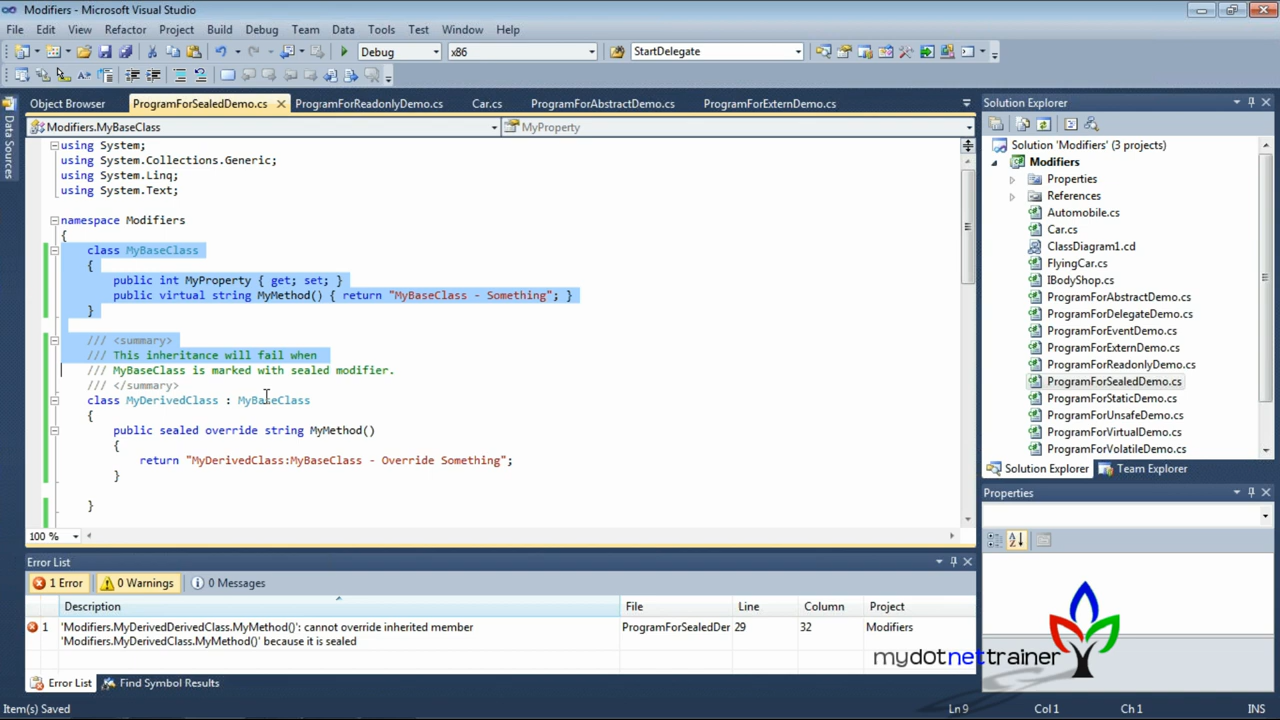 Modifiers - Microsoft Visual Studio
File Edit View Refactor Project Build Debug Team Data Tools Test Window Help
Debug x86 StartDelegate
Object Browser ProgramForSealedDemo.cs ProgramForReadonlyDemo.cs Car.cs ProgramForAbstractDemo.cs ProgramForExternDemo.cs
Modifiers.MyBaseClass MyProperty
Data Sources
using System;
using System.Collections.Generic;
using System.Linq;
using System.Text;
namespace Modifiers
{
class MyBaseClass
{
public int MyProperty { get; set; }
public virtual string MyMethod() { return "MyBaseClass - Something"; }
}
/// <summary>
/// This inheritance will fail when
/// MyBaseClass is marked with sealed modifier.
/// </summary>
class MyDerivedClass : MyBaseClass
{
public sealed override string MyMethod()
{
return "MyDerivedClass:MyBaseClass - Override Something";
}
}
100 %
Solution Explorer
Solution 'Modifiers' (3 projects)
Modifiers
Properties
References
Automobile.cs
Car.cs
ClassDiagram1.cd
FlyingCar.cs
IBodyShop.cs
ProgramForAbstractDemo.cs
ProgramForDelegateDemo.cs
ProgramForEventDemo.cs
ProgramForExternDemo.cs
ProgramForReadonlyDemo.cs
ProgramForSealedDemo.cs
ProgramForStaticDemo.cs
ProgramForUnsafeDemo.cs
ProgramForVirtualDemo.cs
ProgramForVolatileDemo.cs
Solution Explorer Team Explorer
Properties
Error List
1 Error 0 Warnings 0 Messages
Description File Line Column Project
1 'Modifiers.MyDerivedDerivedClass.MyMethod()': cannot override inherited member ProgramForSealedDer 29 32 Modifiers
'Modifiers.MyDerivedClass.MyMethod()' because it is sealed
mydotnettrainer
Error List Find Symbol Results
Item(s) Saved Ln 9 Col 1 Ch 1 INS